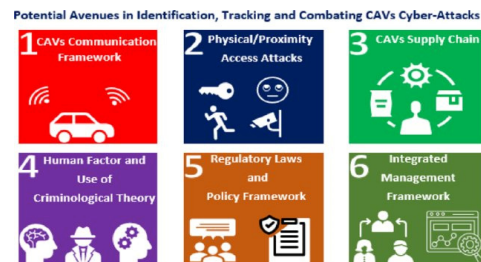 Potential Avenues in Identification, Tracking and Combating CAVs Cyber-Attacks
1 CAVs Communication
Framework
2 Physical/Proximity
Access Attacks
3 CAVs Supply Chain
4 Human Factor and
Use of
Criminological Theory
5 Regulatory Laws
and
Policy Framework
6 Integrated
Management
Framework